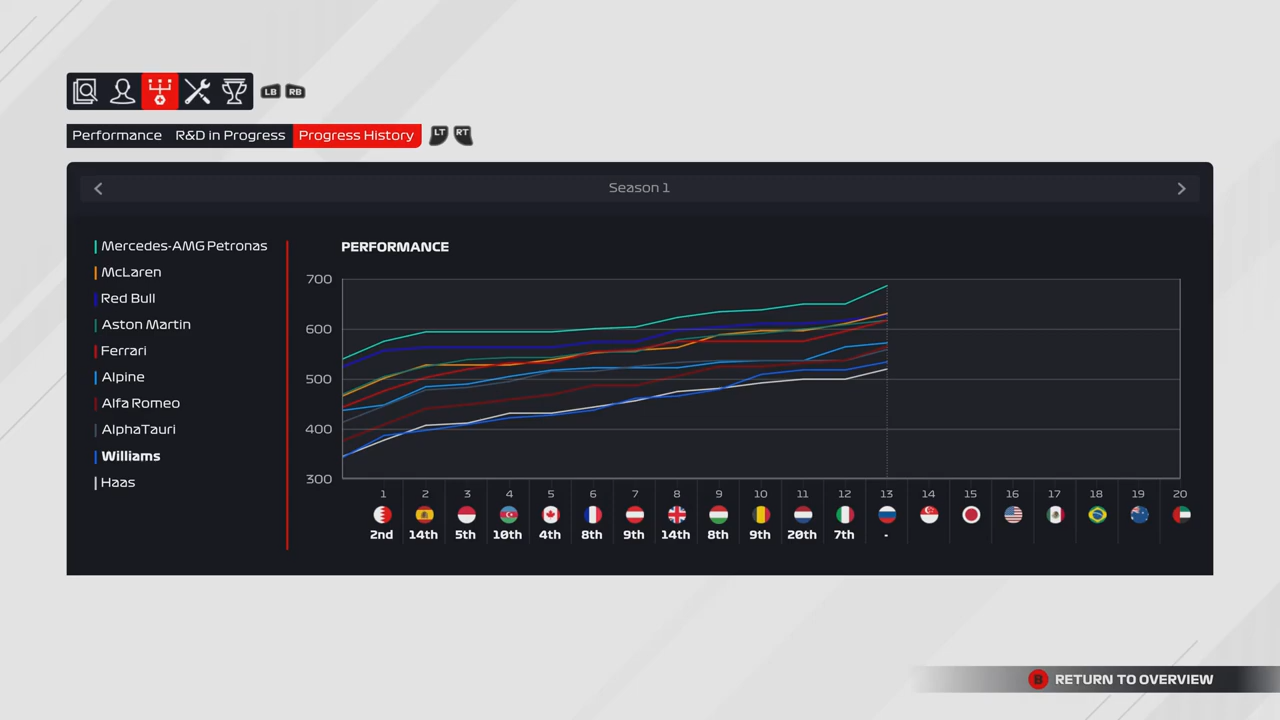 LB RB
Performance R&D in Progress Progress History LT RT
Season 1
Mercedes-AMG Petronas
McLaren
Red Bull
Aston Martin
Ferrari
Alpine
Alfa Romeo
AlphaTauri
Williams
Haas
PERFORMANCE
700
600
500
400
300
1 2 3 4 5 6 7 8 9 10 11 12 13 14 15 16 17 18 19 20
2nd 14th 5th 10th 4th 8th 9th 14th 8th 9th 20th 7th -
B RETURN TO OVERVIEW